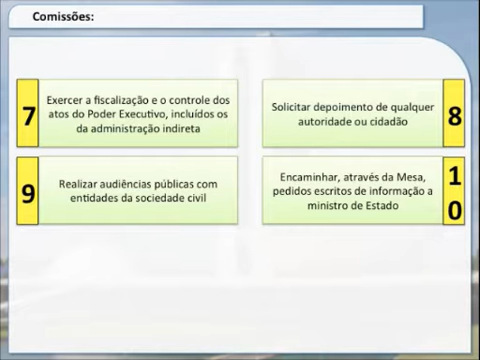 Comissões:
7
Exercer a fiscalização e o controle dos
atos do Poder Executivo, incluídos os
da administração indireta
Solicitar depoimento de qualquer
autoridade ou cidadão
8
9
Realizar audiências públicas com
entidades da sociedade civil
Encaminhar, através da Mesa,
pedidos escritos de informação a
ministro de Estado
1
0